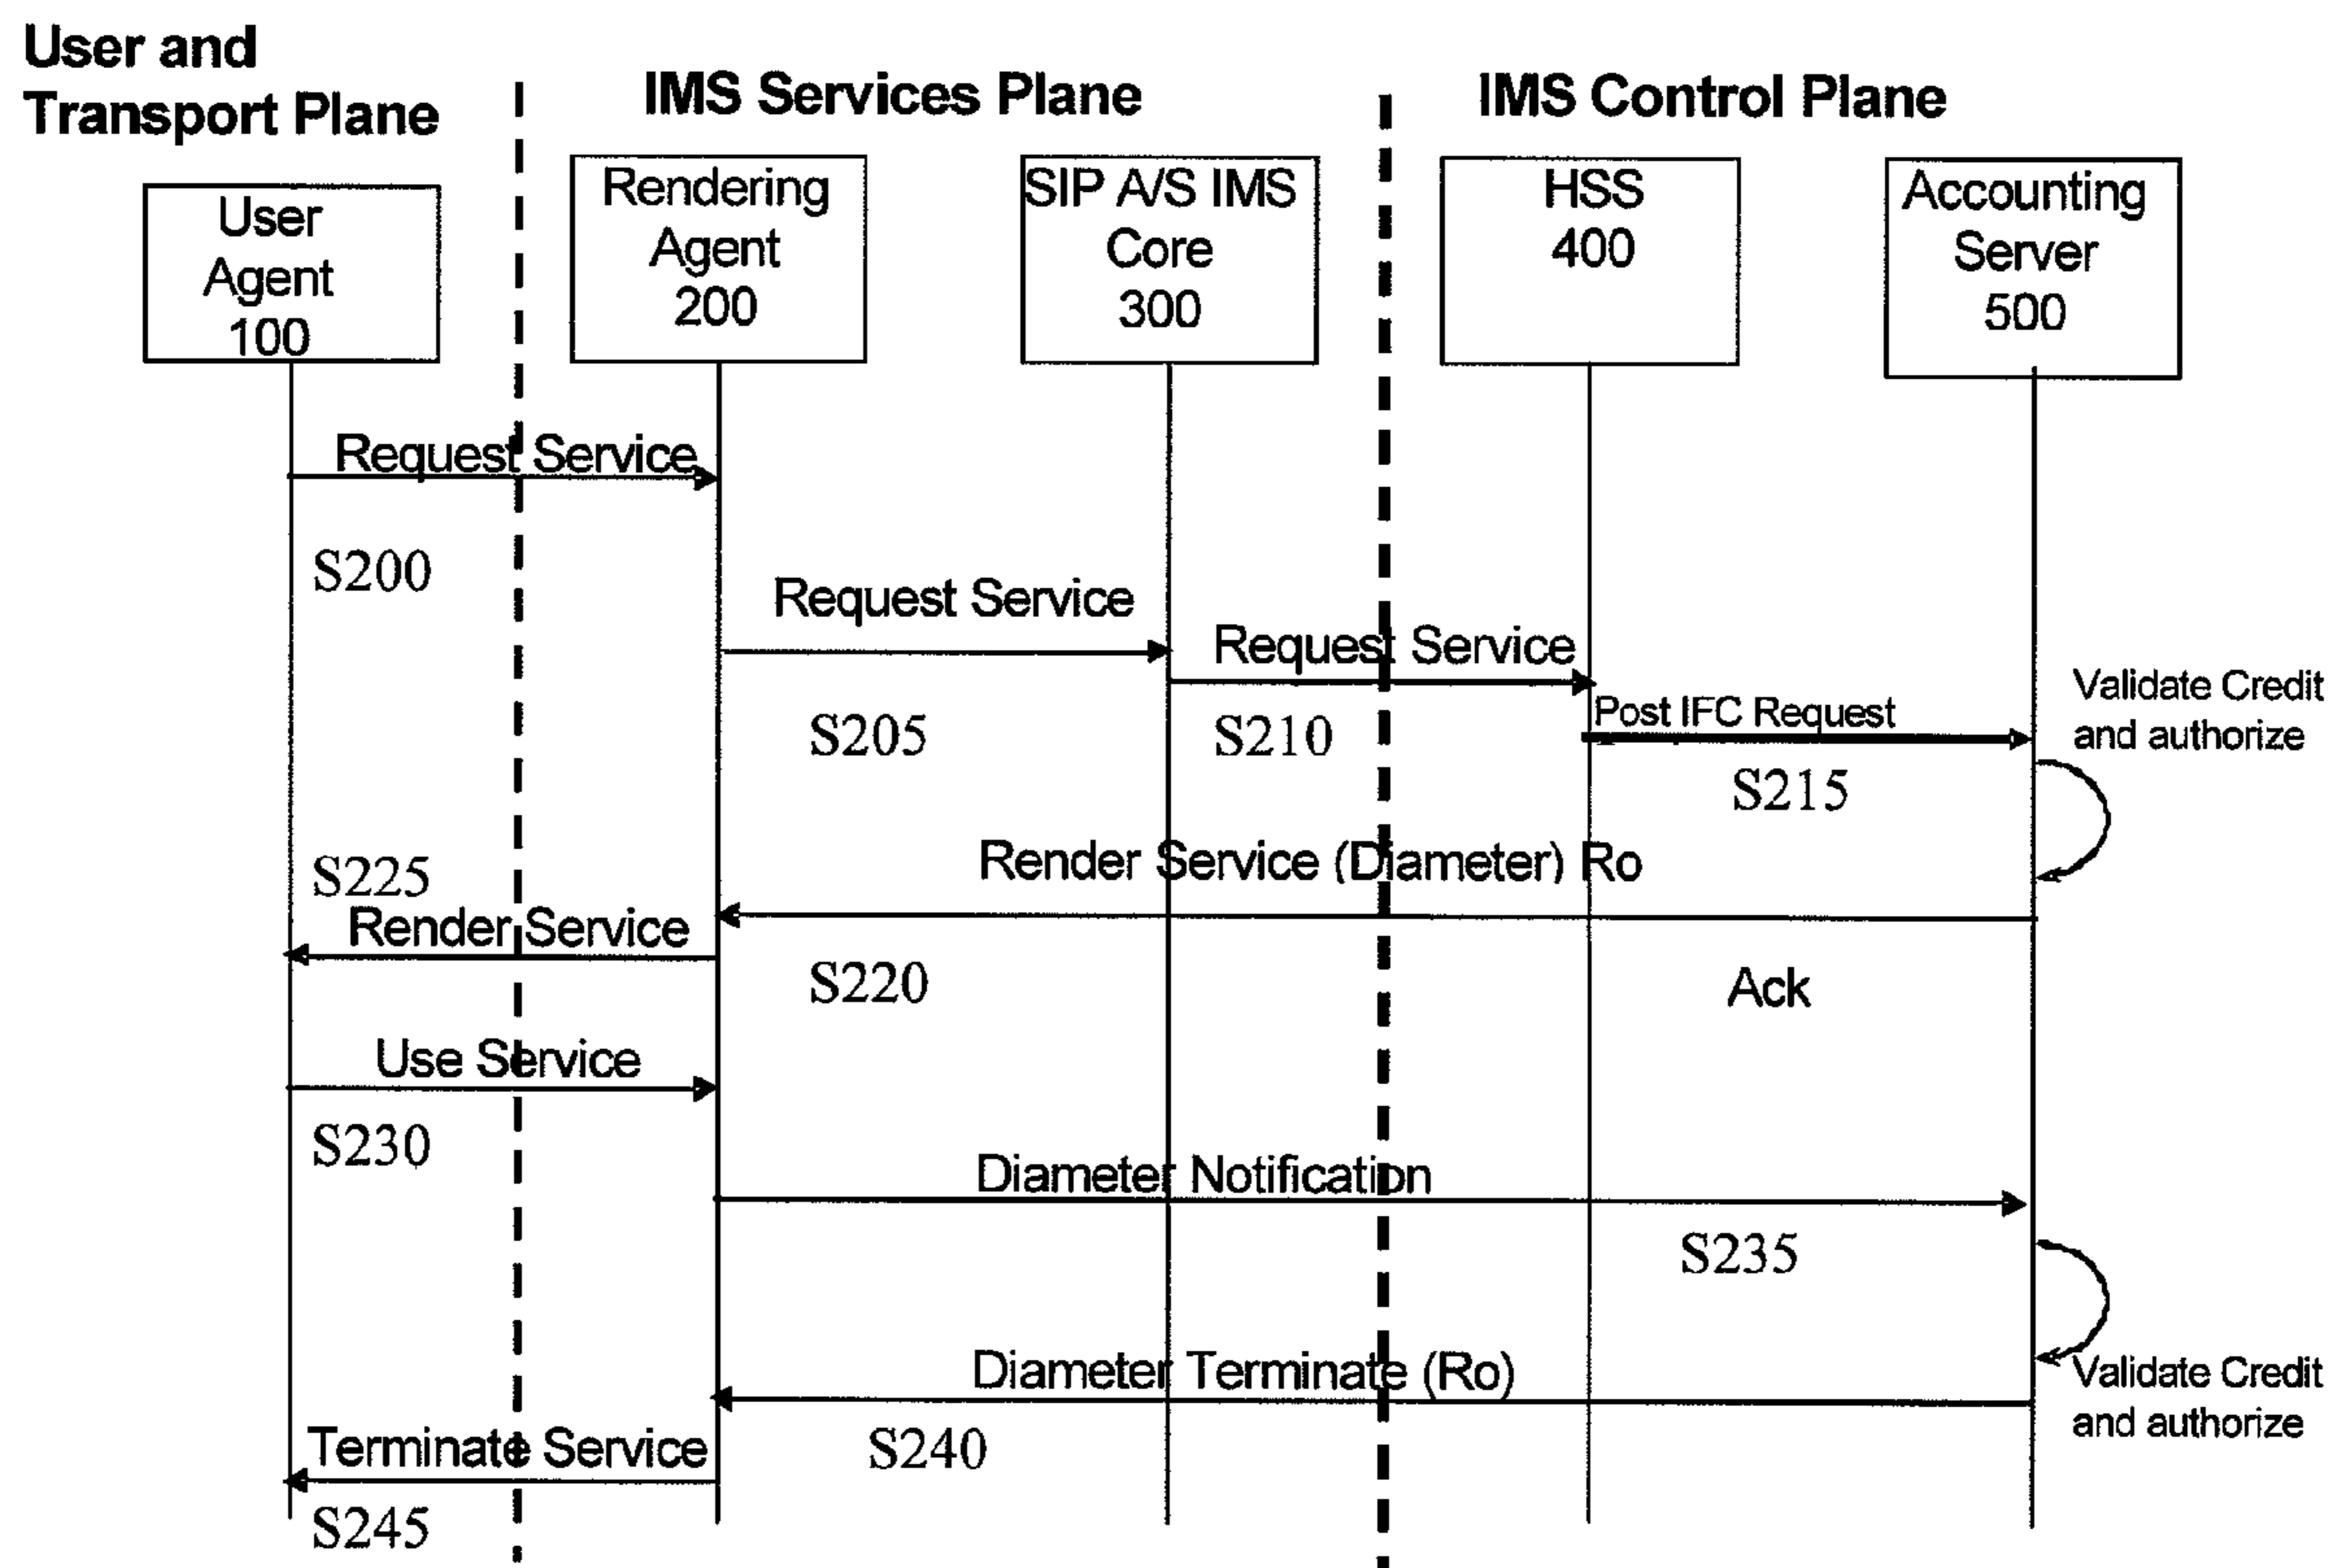 User and
Transport Plane
IMS Services Plane
IMS Control Plane
User
Agent
100
Rendering
Agent
200
SIP A/S IMS
Core
300
HSS
400
Accounting
Server
500
Request Service
S200
Request Service
S205
Request Service
S210
Post IFC Request
S215
Validate Credit
and authorize
Render Service (Diameter) Ro
S220
Ack
S225
Render Service
Use Service
S230
Diameter Notification
S235
Validate Credit
and authorize
Diameter Terminate (Ro)
S240
Terminate Service
S245